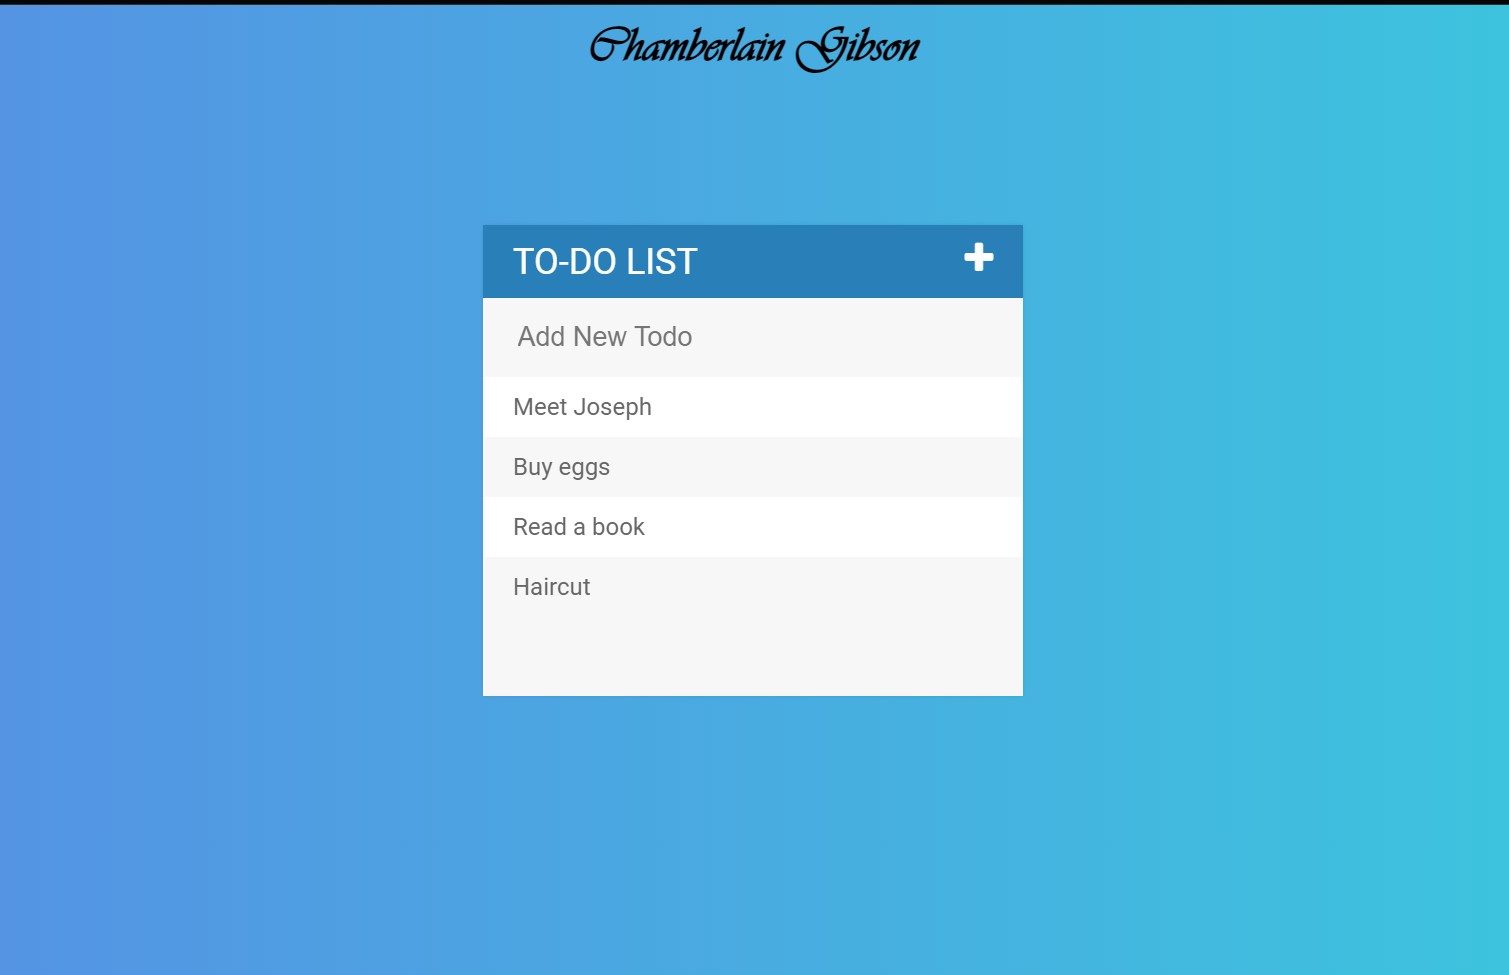 Chamberlain Gibson
TO-DO LIST
Add New Todo
Meet Joseph
Buy eggs
Read a book
Haircut